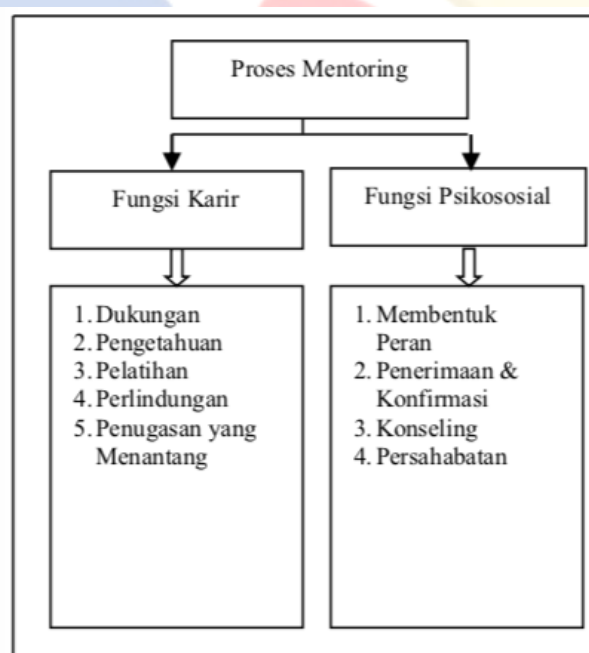 Proses Mentoring
Fungsi Karir
Fungsi Psikososial
1. Dukungan
2. Pengetahuan
3. Pelatihan
4. Perlindungan
5. Penugasan yang
Menantang
1. Membentuk
Peran
2. Penerimaan &
Konfirmasi
3. Konseling
4. Persahabatan